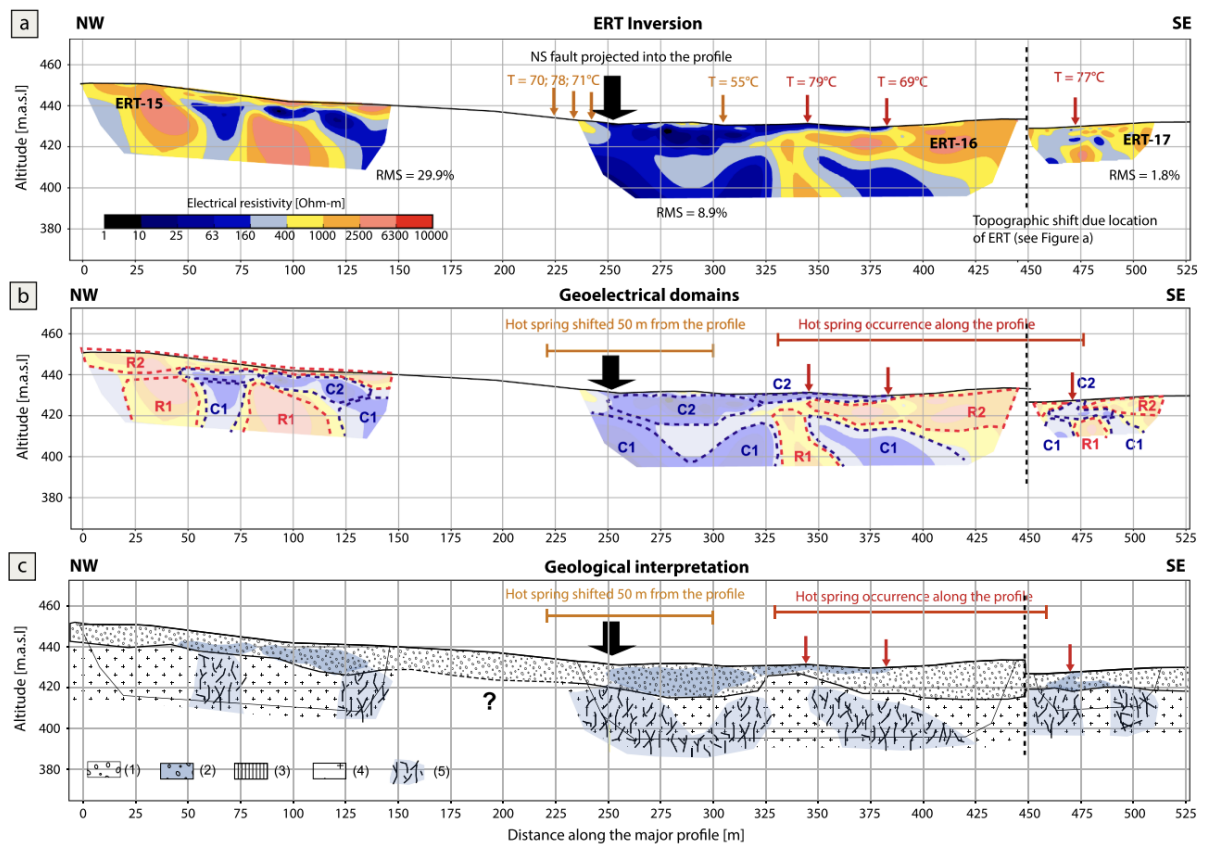 a
NW
ERT Inversion
SE
NS fault projected into the profile
T = 70; 78; 71°C
T = 55°C
T = 79°C
T = 69°C
T = 77°C
Altitude [m.a.s.l]
460
440
420
400
380
ERT-15
ERT-16
ERT-17
RMS = 29.9%
RMS = 8.9%
RMS = 1.8%
Electrical resistivity [Ohm-m]
1 10 25 63 160 400 1000 2500 6300 10000
Topographic shift due location
of ERT (see Figure a)
0 25 50 75 100 125 150 175 200 225 250 275 300 325 350 375 400 425 450 475 500 525
b
NW
Geoelectrical domains
SE
Hot spring shifted 50 m from the profile
Hot spring occurrence along the profile
Altitude [m.a.s.l]
460
440
420
400
380
R2
R1
C1
R1
C2
C1
C2
C1
C2
R1
C1
R2
C2
R2
C1
R1
C1
0 25 50 75 100 125 150 175 200 225 250 275 300 325 350 375 400 425 450 475 500 525
c
NW
Geological interpretation
SE
Hot spring shifted 50 m from the profile
Hot spring occurrence along the profile
Altitude [m.a.s.l]
460
440
420
400
380
?
(1) (2) (3) (4) (5)
0 25 50 75 100 125 150 175 200 225 250 275 300 325 350 375 400 425 450 475 500 525
Distance along the major profile [m]